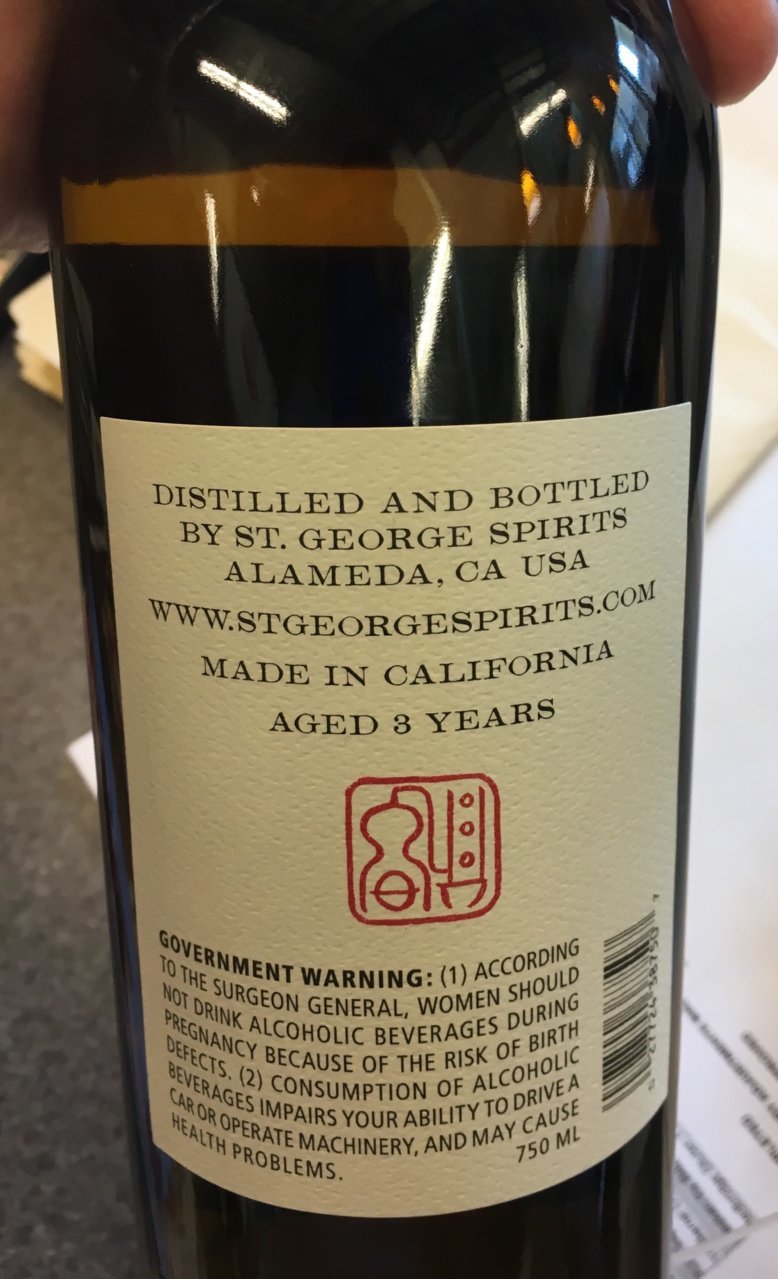 DISTILLED AND BOTTLED
BY ST. GEORGE SPIRITS
ALAMEDA, CA USA
WWW.STGEORGESPIRITS.COM
MADE IN CALIFORNIA
AGED 3 YEARS
GOVERNMENT WARNING: (1) ACCORDING
TO THE SURGEON GENERAL, WOMEN SHOULD
NOT DRINK ALCOHOLIC BEVERAGES DURING
PREGNANCY BECAUSE OF THE RISK OF BIRTH
DEFECTS. (2) CONSUMPTION OF ALCOHOLIC
BEVERAGES IMPAIRS YOUR ABILITY TO DRIVE A
CAR OR OPERATE MACHINERY, AND MAY CAUSE
HEALTH PROBLEMS.
750 ML